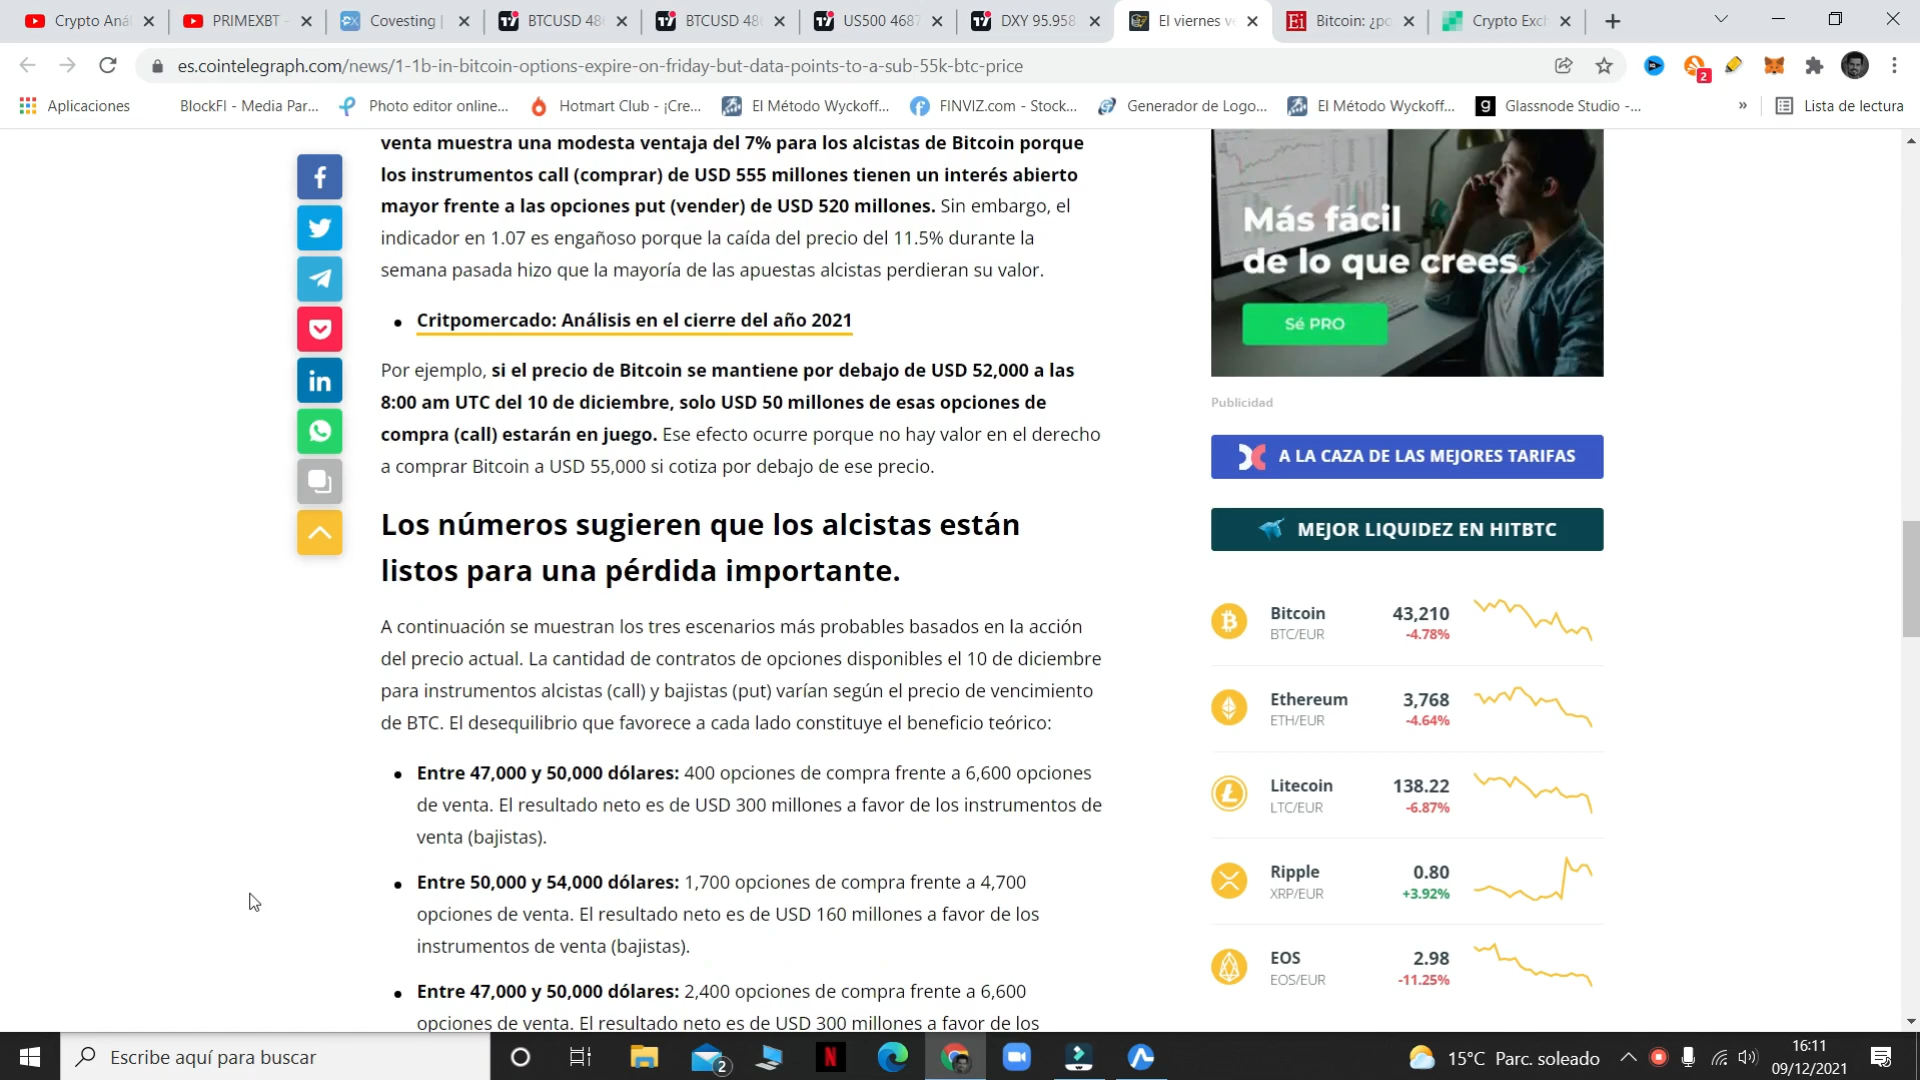 Crypto Aná
PRIMEXBT -
Covesting |
BTCUSD 48
BTCUSD 48
US500 4687
DXY 95.958
El viernes ve
Bitcoin: ¿po
Crypto Exch
es.cointelegraph.com/news/1-1b-in-bitcoin-options-expire-on-friday-but-data-points-to-a-sub-55k-btc-price
2
Aplicaciones
BlockFI - Media Par...
Photo editor online...
Hotmart Club - ¡Cre...
El Método Wyckoff...
FINVIZ.com - Stock...
Generador de Logo...
El Método Wyckoff...
Glassnode Studio -...
»
Lista de lectura
venta muestra una modesta ventaja del 7% para los alcistas de Bitcoin porque
los instrumentos call (comprar) de USD 555 millones tienen un interés abierto
mayor frente a las opciones put (vender) de USD 520 millones. Sin embargo, el
indicador en 1.07 es engañoso porque la caída del precio del 11.5% durante la
semana pasada hizo que la mayoría de las apuestas alcistas perdieran su valor.
• Critpomercado: Análisis en el cierre del año 2021
Por ejemplo, si el precio de Bitcoin se mantiene por debajo de USD 52,000 a las
8:00 am UTC del 10 de diciembre, solo USD 50 millones de esas opciones de
compra (call) estarán en juego. Ese efecto ocurre porque no hay valor en el derecho
a comprar Bitcoin a USD 55,000 si cotiza por debajo de ese precio.
Los números sugieren que los alcistas están
listos para una pérdida importante.
A continuación se muestran los tres escenarios más probables basados en la acción
del precio actual. La cantidad de contratos de opciones disponibles el 10 de diciembre
para instrumentos alcistas (call) y bajistas (put) varían según el precio de vencimiento
de BTC. El desequilibrio que favorece a cada lado constituye el beneficio teórico:
• Entre 47,000 y 50,000 dólares: 400 opciones de compra frente a 6,600 opciones
de venta. El resultado neto es de USD 300 millones a favor de los instrumentos de
venta (bajistas).
• Entre 50,000 y 54,000 dólares: 1,700 opciones de compra frente a 4,700
opciones de venta. El resultado neto es de USD 160 millones a favor de los
instrumentos de venta (bajistas).
• Entre 47,000 y 50,000 dólares: 2,400 opciones de compra frente a 6,600
opciones de venta. El resultado neto es de USD 300 millones a favor de los
Más fácil
de lo que crees.
Sé PRO
Publicidad
A LA CAZA DE LAS MEJORES TARIFAS
MEJOR LIQUIDEZ EN HITBTC
Bitcoin 43,210
BTC/EUR -4.78%
Ethereum 3,768
ETH/EUR -4.64%
Litecoin 138.22
LTC/EUR -6.87%
Ripple 0.80
XRP/EUR +3.92%
EOS 2.98
EOS/EUR -11.25%
Escribe aquí para buscar
2
15°C Parc. soleado
16:11
09/12/2021